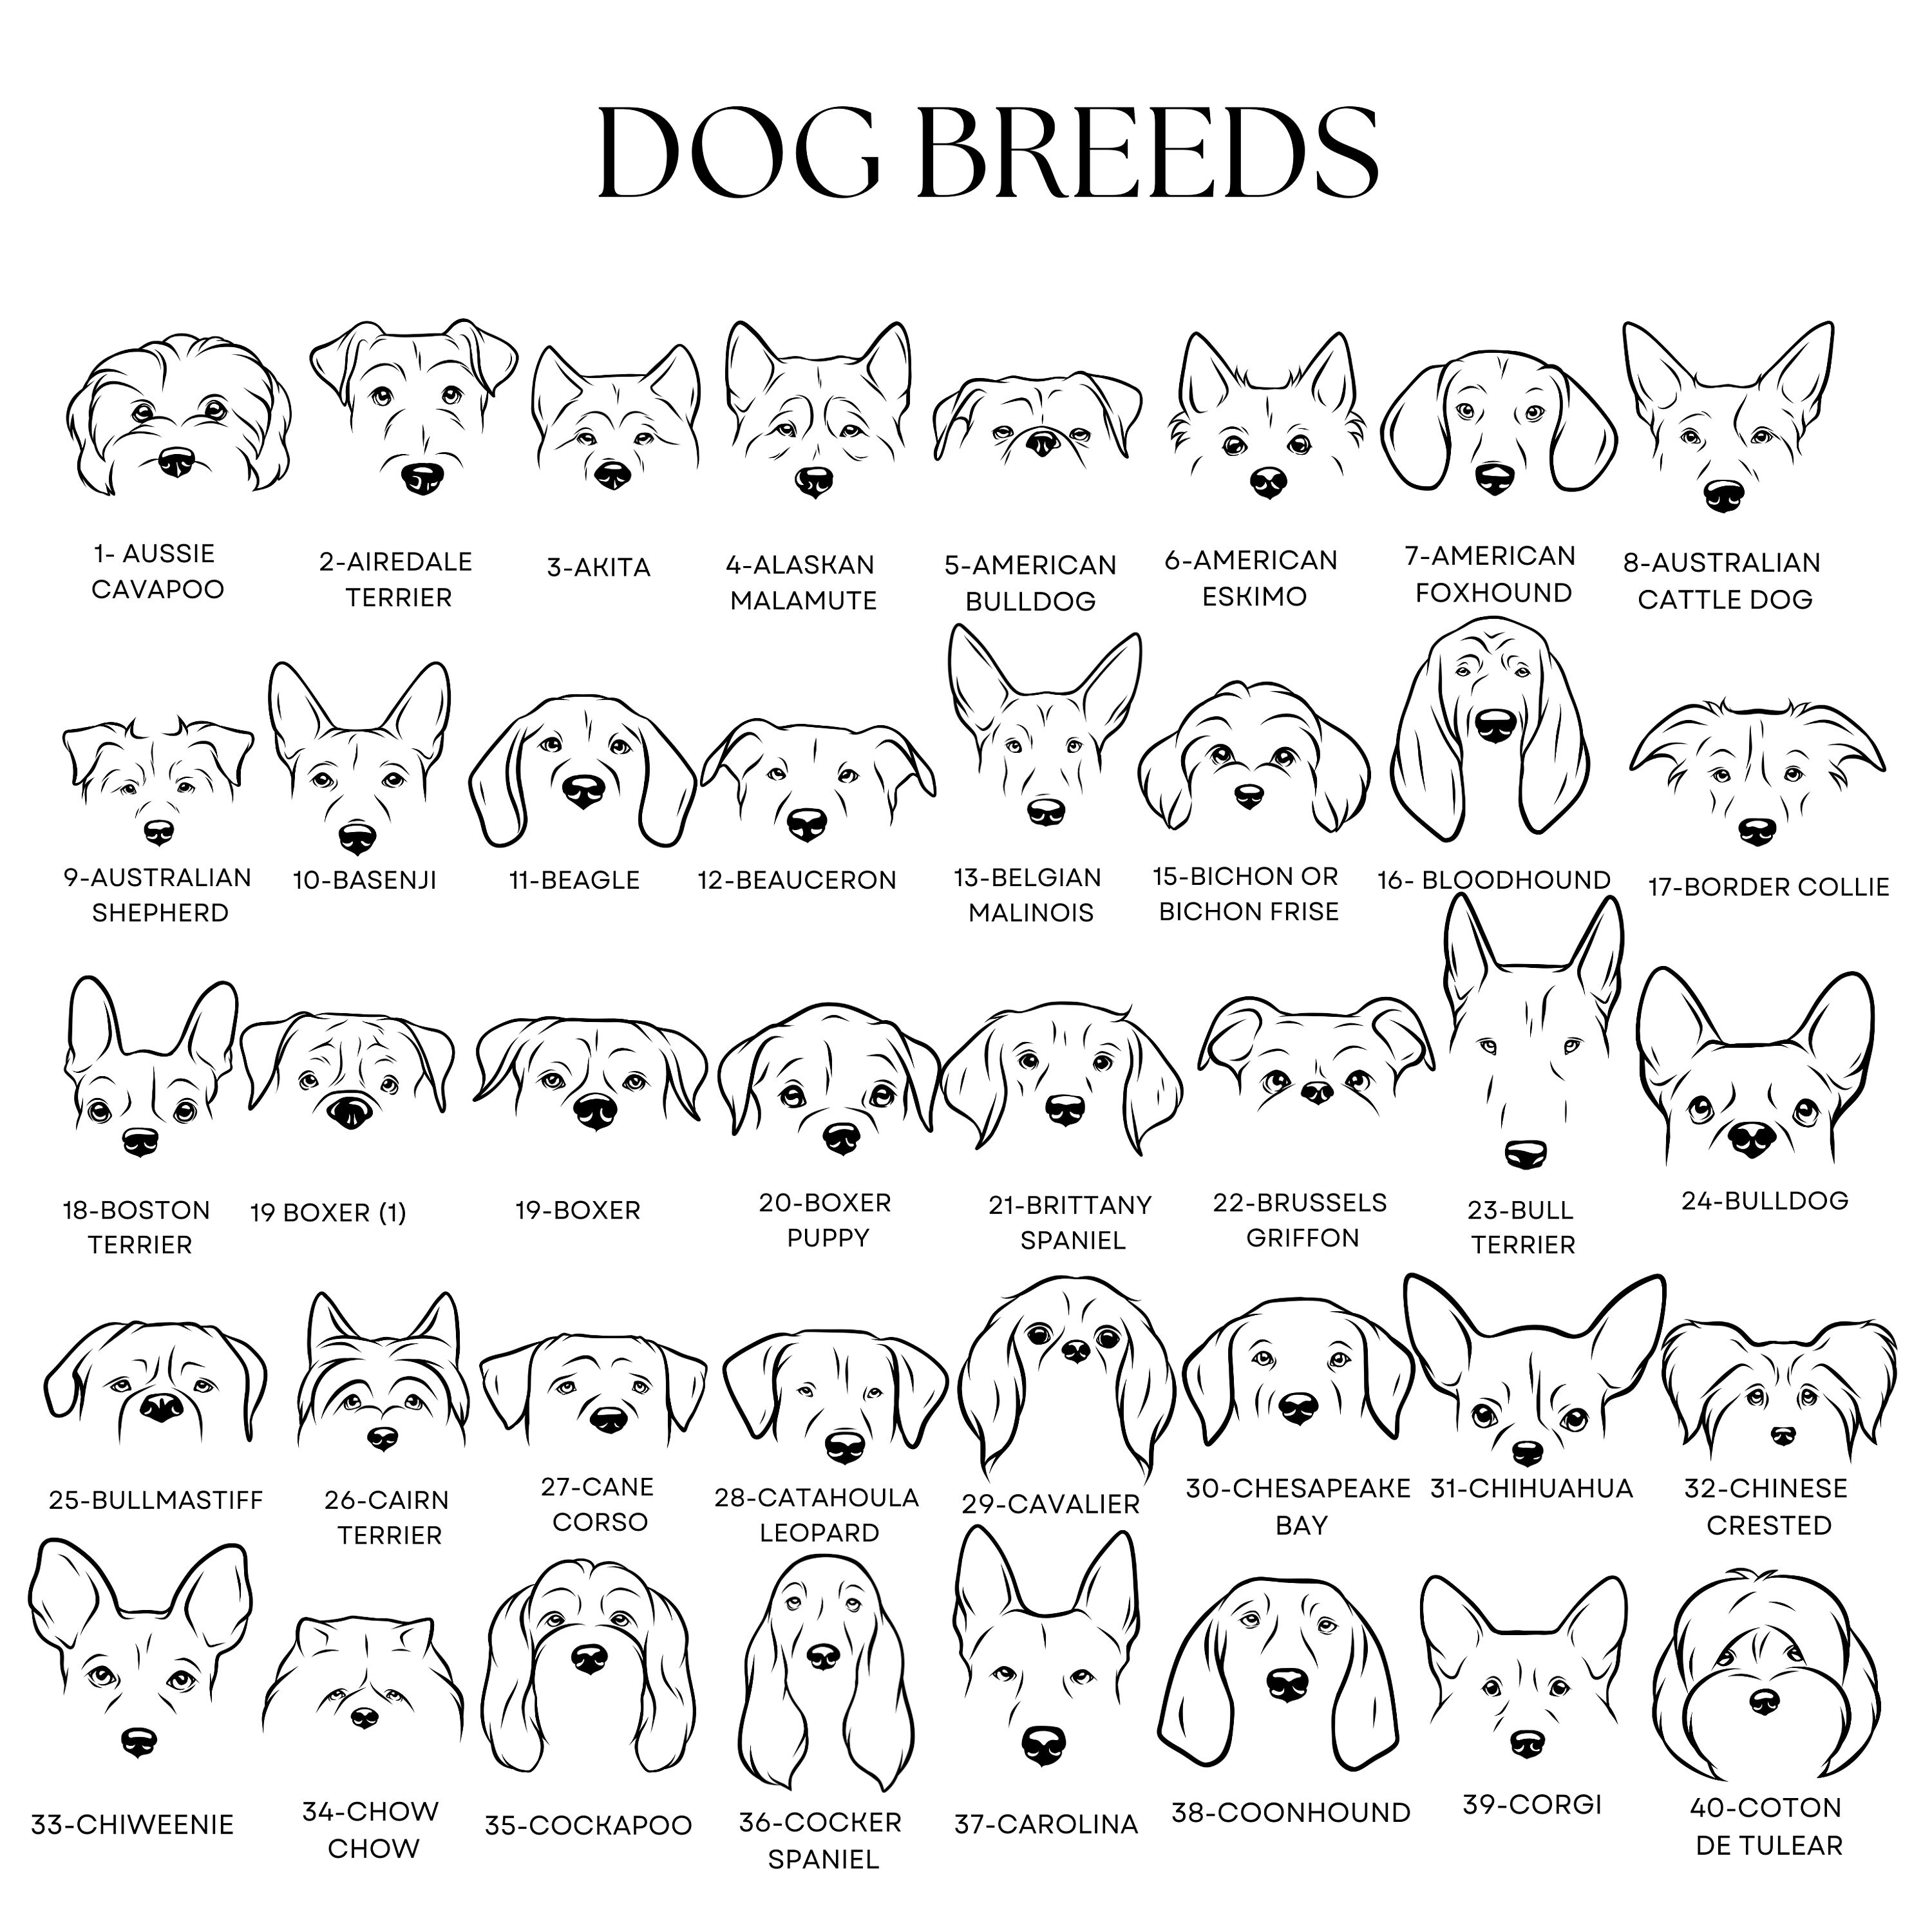 DOG BREEDS
1- AUSSIE
CAVAPOO
2-AIREDALE
TERRIER
3-AKITA
4-ALASKAN
MALAMUTE
5-AMERICAN
BULLDOG
6-AMERICAN
ESKIMO
7-AMERICAN
FOXHOUND
8-AUSTRALIAN
CATTLE DOG
9-AUSTRALIAN
SHEPHERD
10-BASENJI
11-BEAGLE
12-BEAUCERON
13-BELGIAN
MALINOIS
15-BICHON OR
BICHON FRISE
16- BLOODHOUND
17-BORDER COLLIE
18-BOSTON
TERRIER
19 BOXER (1)
19-BOXER
20-BOXER
PUPPY
21-BRITTANY
SPANIEL
22-BRUSSELS
GRIFFON
23-BULL
TERRIER
24-BULLDOG
25-BULLMASTIFF
26-CAIRN
TERRIER
27-CANE
CORSO
28-CATAHOULA
LEOPARD
29-CAVALIER
30-CHESAPEAKE
BAY
31-CHIHUAHUA
32-CHINESE
CRESTED
33-CHIWEENIE
34-CHOW
CHOW
35-COCKAPOO
36-COCKER
SPANIEL
37-CAROLINA
38-COONHOUND
39-CORGI
40-COTON
DE TULEAR